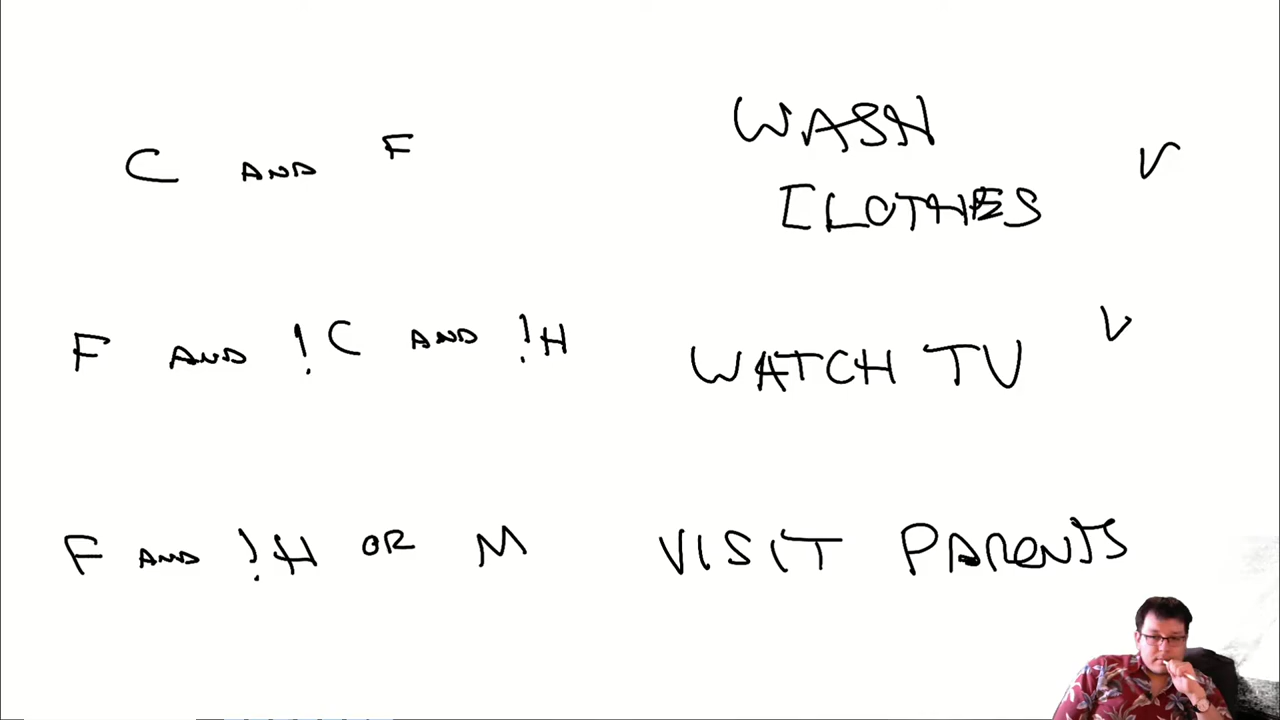 C AND F
WASH
CLOTHES
V
F AND !C AND !H
WATCH TV
V
F AND !H OR M
VISIT PARENTS